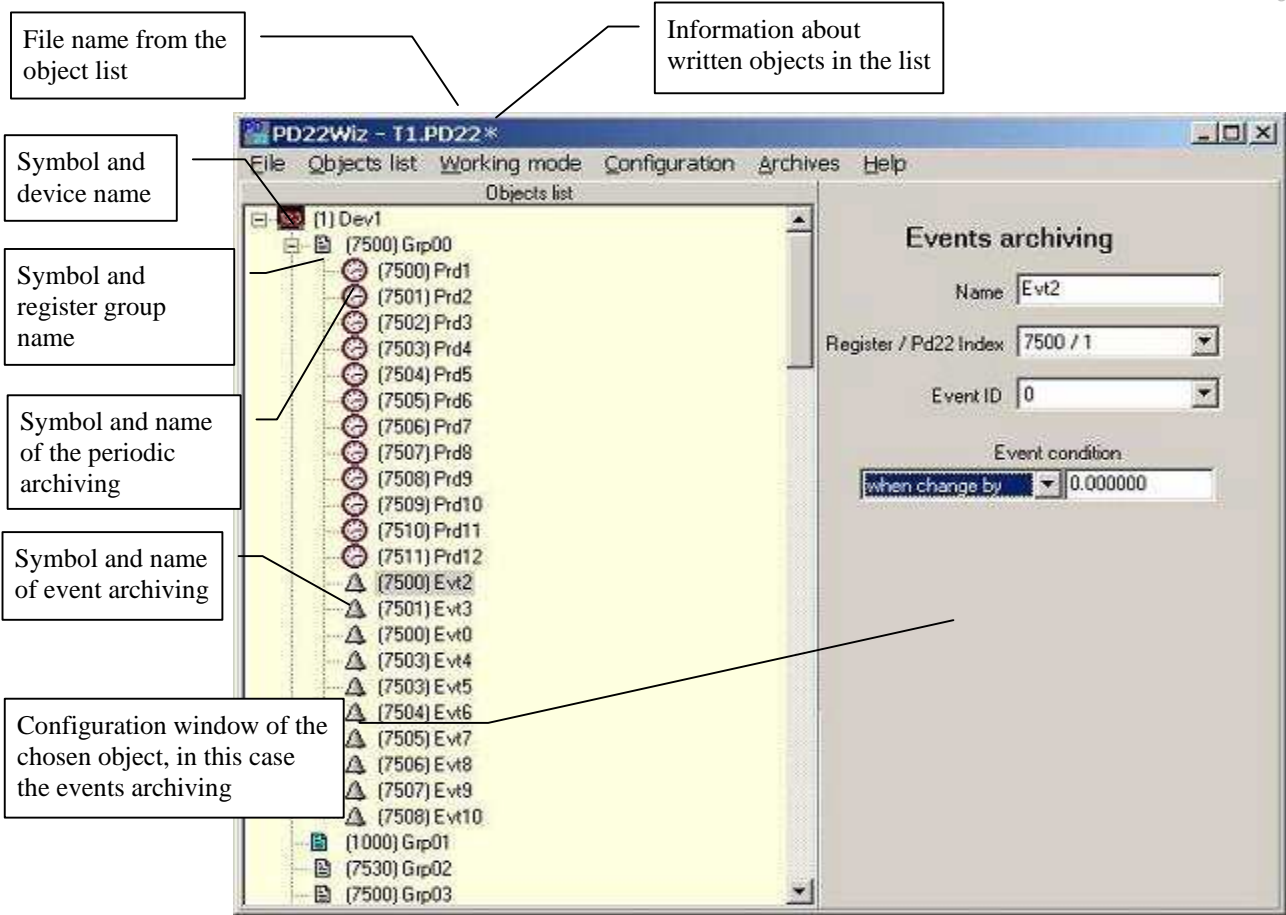 File name from the
object list
Information about
written objects in the list
Symbol and
device name
Symbol and
register group
name
Symbol and name
of the periodic
archiving
Symbol and name
of event archiving
Configuration window of the
chosen object, in this case
the events archiving
PD22Wiz - T1.PD22*
File Objects list Working mode Configuration Archives Help
Objects list
(1) Dev1
(7500) Grp00
(7500) Prd1
(7501) Prd2
(7502) Prd3
(7503) Prd4
(7504) Prd5
(7505) Prd6
(7506) Prd7
(7507) Prd8
(7508) Prd9
(7509) Prd10
(7510) Prd11
(7511) Prd12
(7500) Evt2
(7501) Evt3
(7500) Evt0
(7503) Evt4
(7503) Evt5
(7504) Evt6
(7505) Evt7
(7506) Evt8
(7507) Evt9
(7508) Evt10
(1000) Grp01
(7530) Grp02
(7500) Grp03
Events archiving
Name Evt2
Register / Pd22 Index 7500 / 1
Event ID 0
Event condition
when change by 0.000000